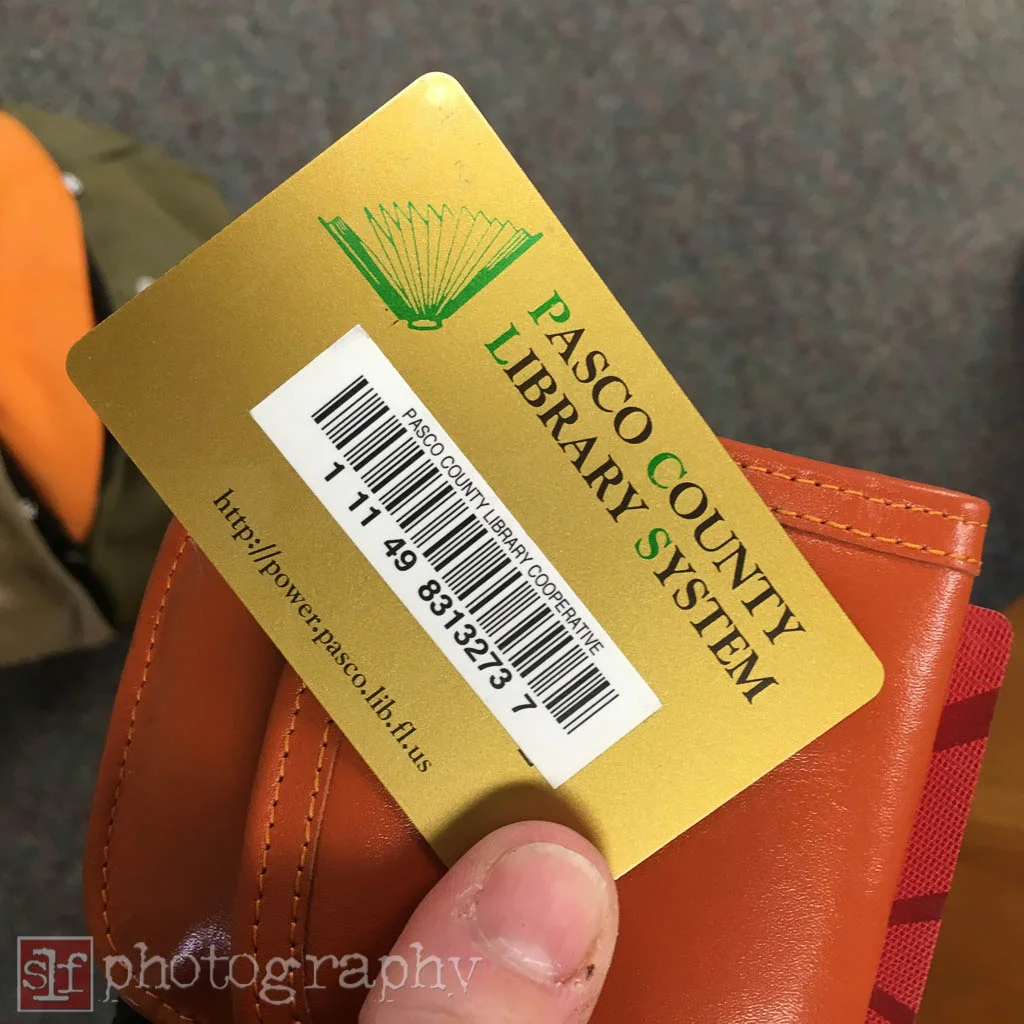 PASCO COUNTY
LIBRARY SYSTEM
PASCO COUNTY LIBRARY COOPERATIVE
1 11 49 8313273 7
http://power.pasco.lib.fl.us
slf photography